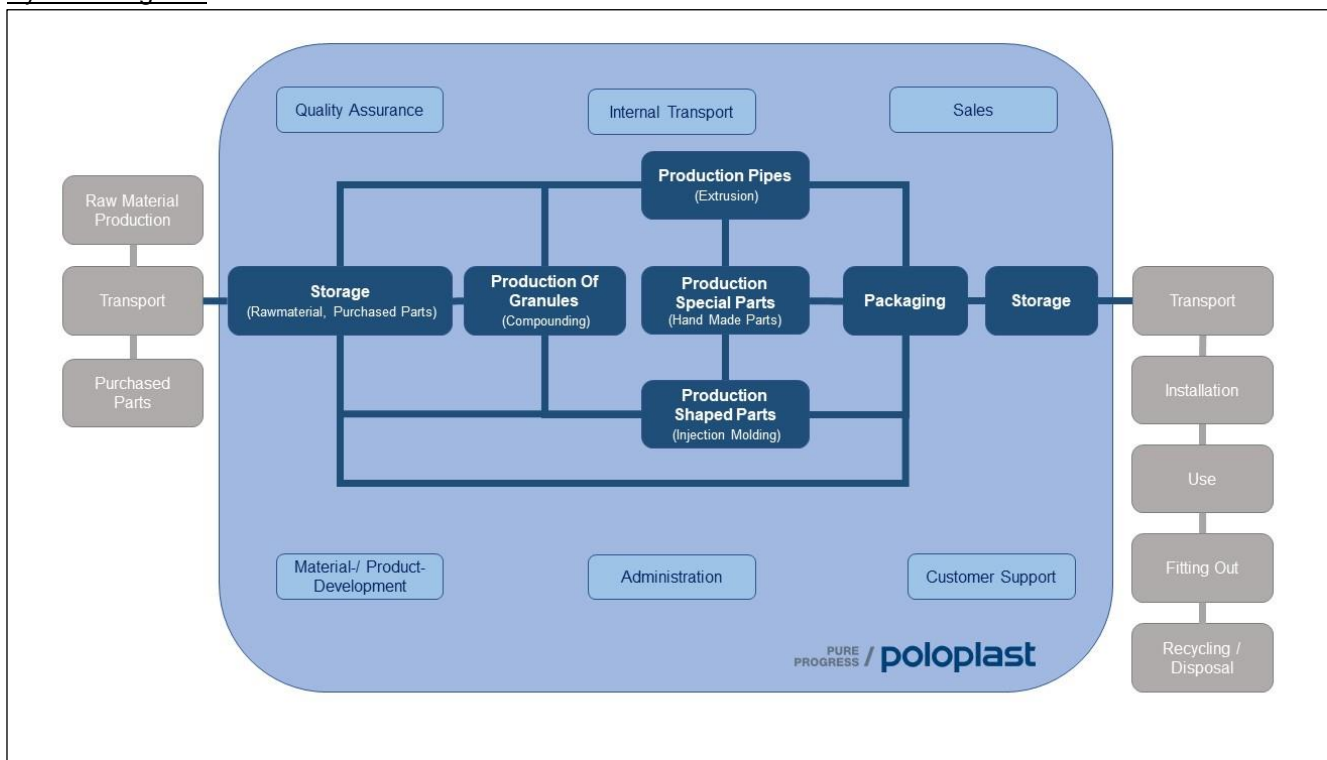 Quality Assurance
Internal Transport
Sales
Raw Material
Production
Transport
Purchased
Parts
Storage
(Rawmaterial, Purchased Parts)
Production Of
Granules
(Compounding)
Production Pipes
(Extrusion)
Production
Special Parts
(Hand Made Parts)
Production
Shaped Parts
(Injection Molding)
Packaging
Storage
Transport
Installation
Use
Fitting Out
Recycling /
Disposal
Material-/ Product-
Development
Administration
Customer Support
PURE
PROGRESS / poloplast